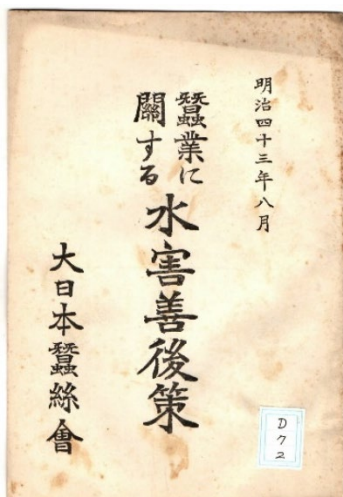 明治四十三年八月
蠶業に
關する
水害善後策
大日本蠶絲會
D72